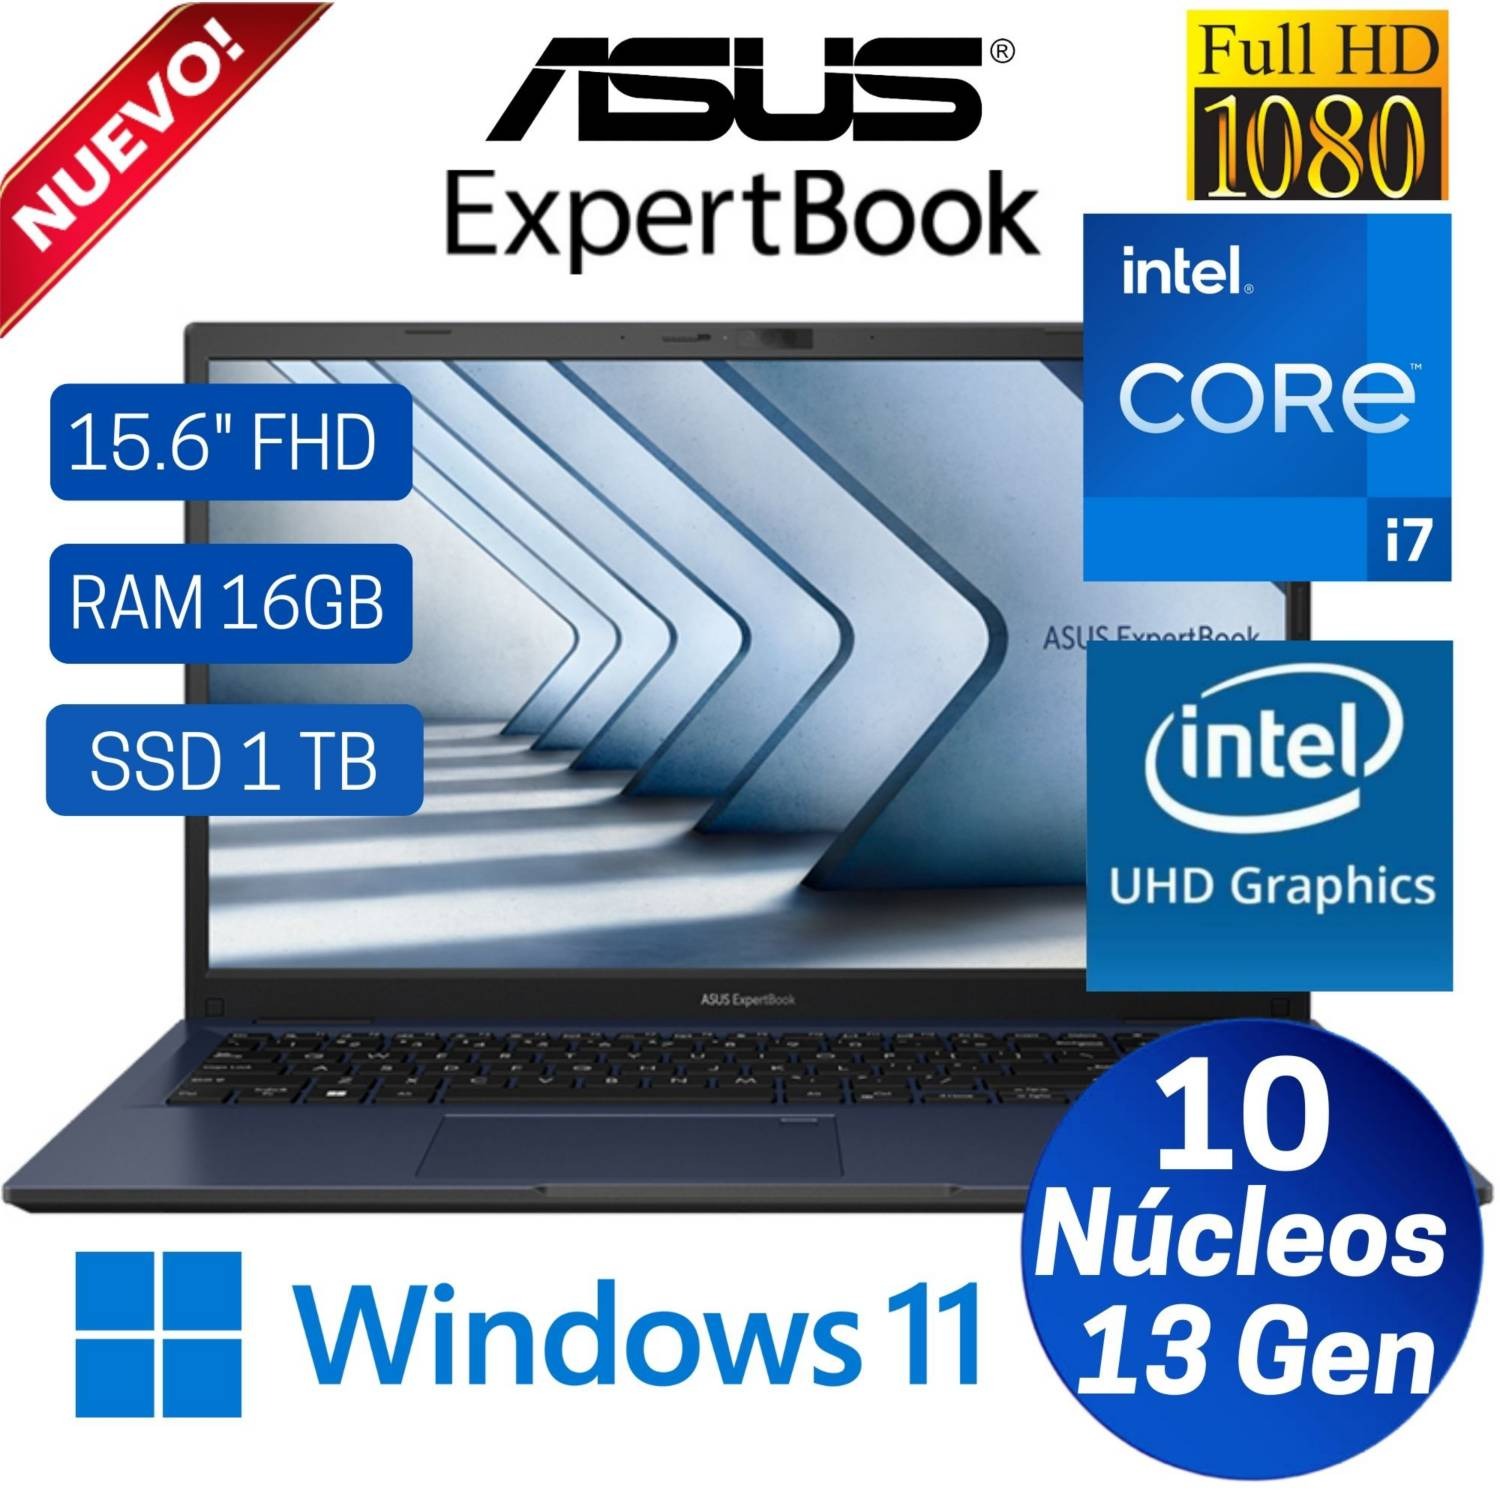 NUEVO!
ASUS®
ExpertBook
Full HD
1080
intel®
CORE™
i7
15.6" FHD
RAM 16GB
SSD 1 TB
ASUS ExpertBook
intel
UHD Graphics
ASUS ExpertBook
10
Núcleos
13 Gen
Windows 11